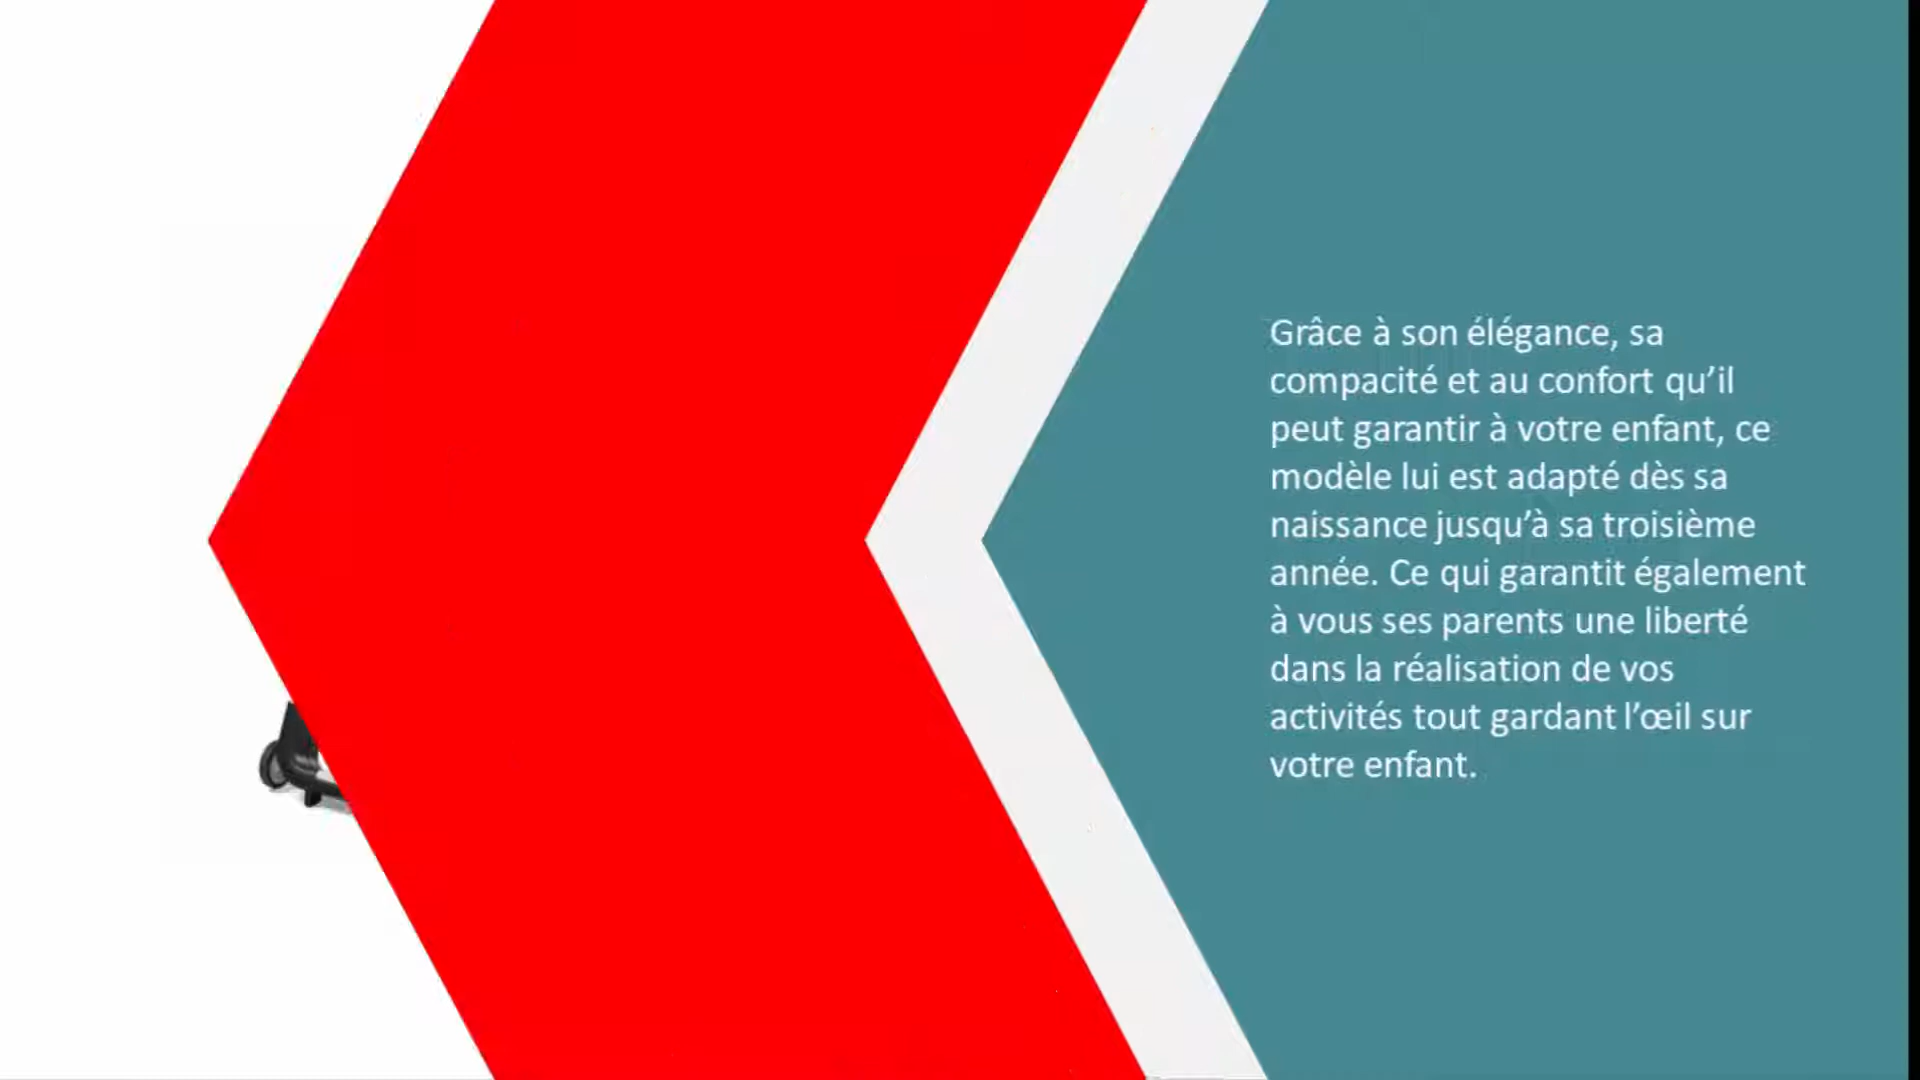 Grâce à son élégance, sa
compacité et au confort qu’il
peut garantir à votre enfant, ce
modèle lui est adapté dès sa
naissance jusqu’à sa troisième
année. Ce qui garantit également
à vous ses parents une liberté
dans la réalisation de vos
activités tout gardant l’œil sur
votre enfant.